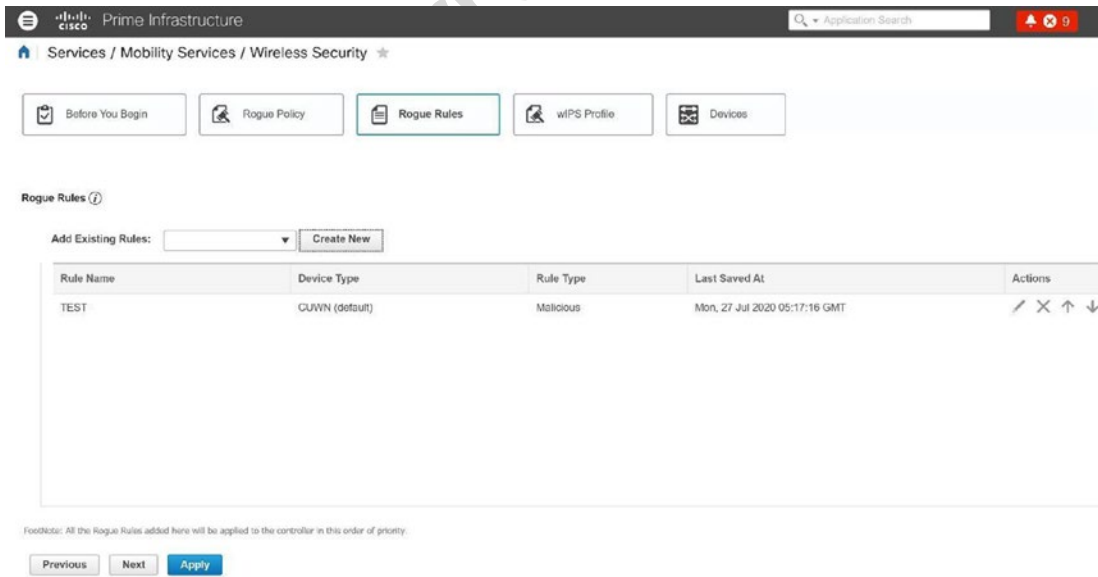 cisco Prime Infrastructure
Application Search
9
Services / Mobility Services / Wireless Security
Before You Begin
Rogue Policy
Rogue Rules
wIPS Profile
Devices
Rogue Rules
Add Existing Rules:
Create New
Rule Name Device Type Rule Type Last Saved At Actions
TEST CUWN (default) Malicious Mon, 27 Jul 2020 05:17:16 GMT
FootNote: All the Rogue Rules added here will be applied to the controller in this order of priority.
Previous
Next
Apply